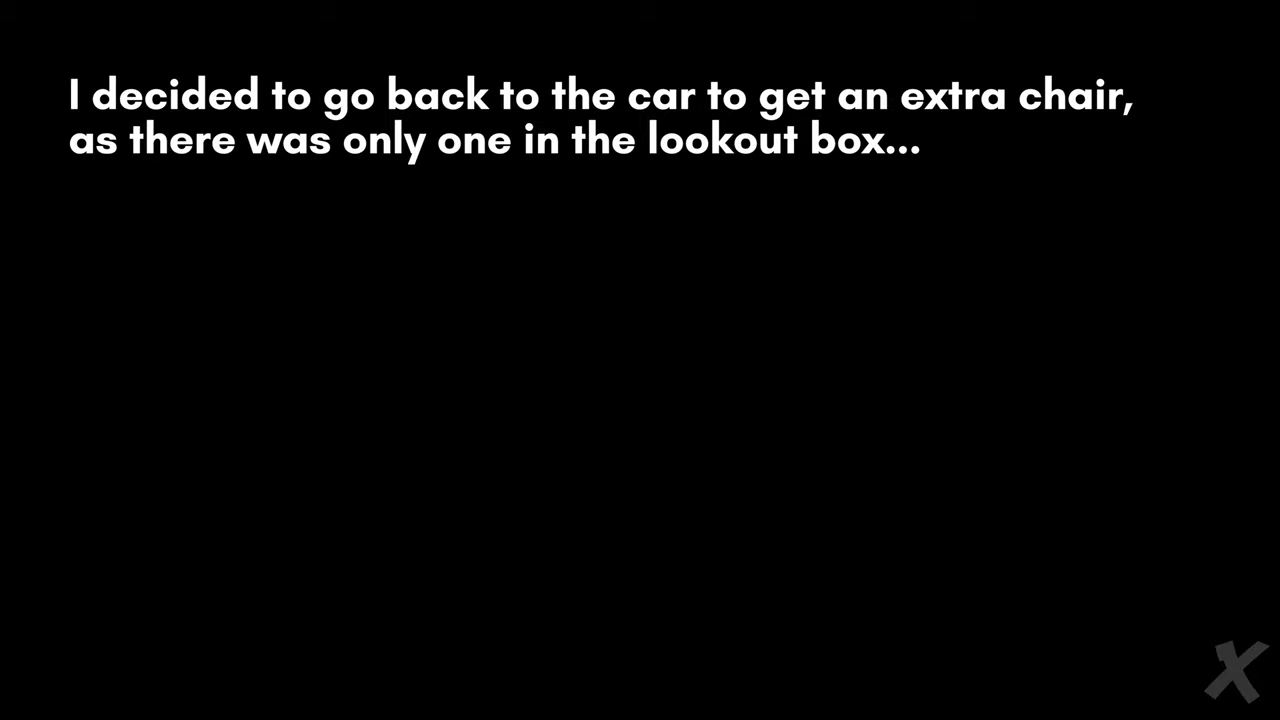 I decided to go back to the car to get an extra chair,
as there was only one in the lookout box...